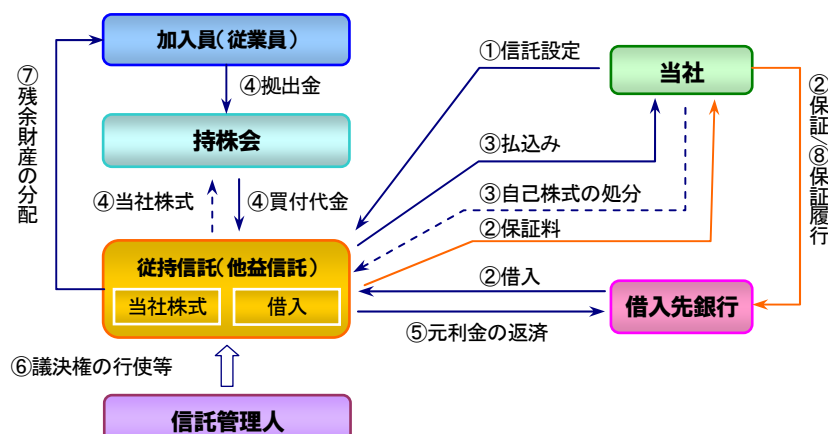 加入員(従業員)
①信託設定
当社
④拠出金
⑦残余財産の分配
持株会
③払込み
②保証/⑧保証履行
④当社株式
④買付代金
③自己株式の処分
②保証料
従持信託(他益信託)
②借入
当社株式
借入
借入先銀行
⑤元利金の返済
⑥議決権の行使等
信託管理人